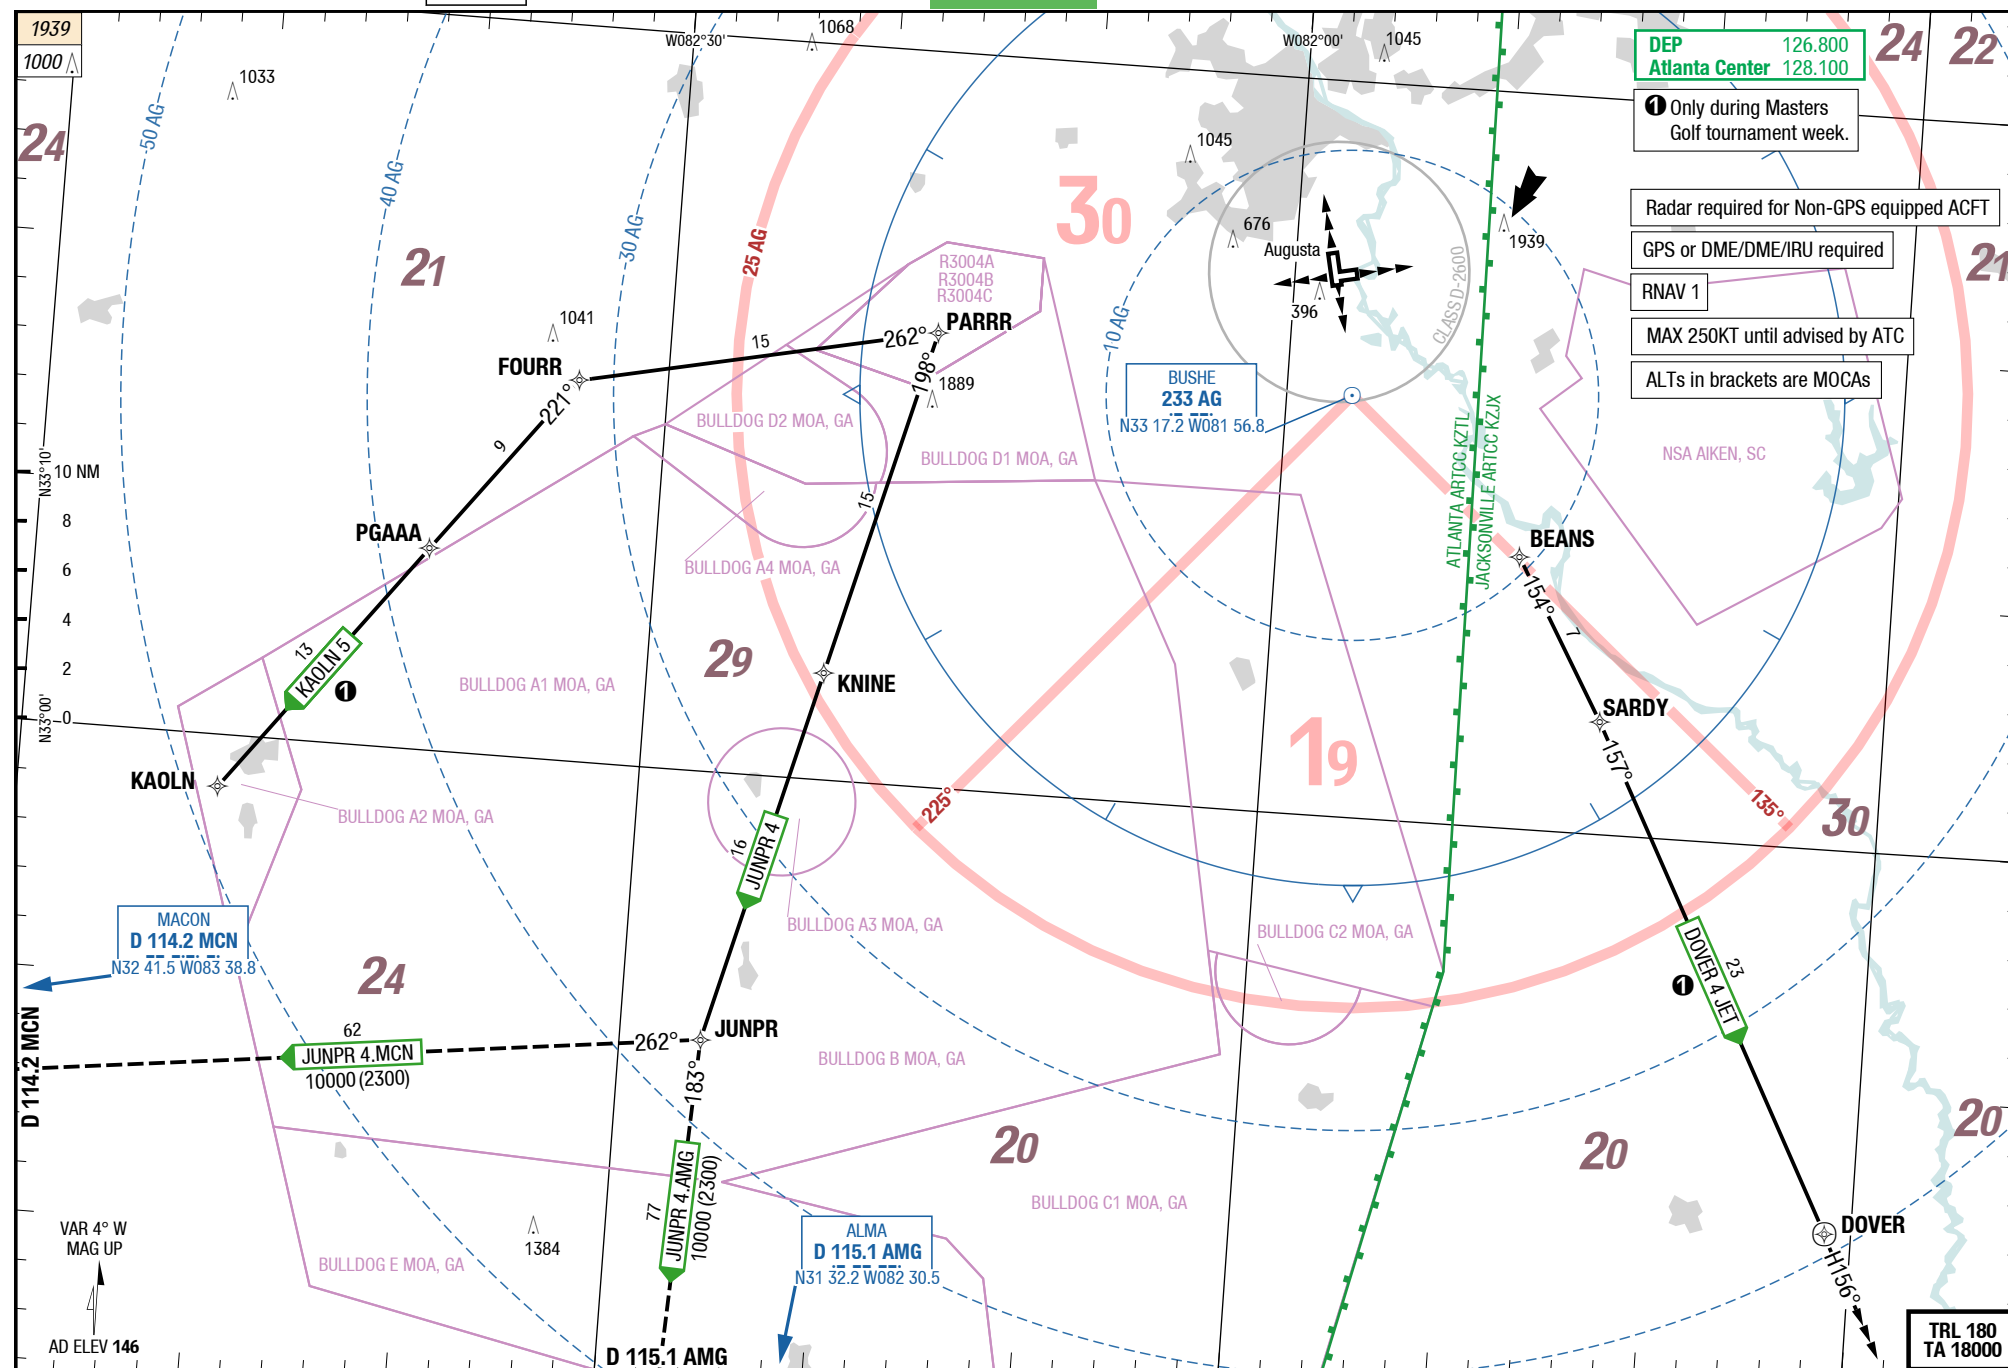 1939
1000
1033
1068
W082°30'
W082°00'
1045
DEP 126.800
Atlanta Center 128.100
24
22
❶ Only during Masters
Golf tournament week.
24
50 AG
40 AG
30 AG
25 AG
30
1045
676
Augusta
396
1939
CLASS D-2600
Radar required for Non-GPS equipped ACFT
GPS or DME/DME/IRU required
RNAV 1
MAX 250KT until advised by ATC
ALTs in brackets are MOCAs
21
21
R3004A
R3004B
R3004C
1041
PARRR
262°
15
FOURR
221°
198°
1889
10 AG
BUSHE
233 AG
N33 17.2 W081 56.8
BULLDOG D2 MOA, GA
BULLDOG D1 MOA, GA
NSA AIKEN, SC
9
N33°10'
10 NM
8
6
4
2
0
N33°00'
15
ATLANTA ARTCC KZTL
JACKSONVILLE ARTCC KZJX
PGAAA
BULLDOG A4 MOA, GA
BEANS
154°
7
13
KAOLN 5
❶
29
BULLDOG A1 MOA, GA
KNINE
SARDY
157°
19
KAOLN
BULLDOG A2 MOA, GA
225°
135°
30
16
JUNPR 4
MACON
D 114.2 MCN
N32 41.5 W083 38.8
BULLDOG A3 MOA, GA
BULLDOG C2 MOA, GA
DOVER 4 JET
23
❶
24
D 114.2 MCN
62
JUNPR 4.MCN
10000 (2300)
262°
JUNPR
183°
BULLDOG B MOA, GA
20
20
20
77
JUNPR 4.AMG
10000 (2300)
BULLDOG C1 MOA, GA
VAR 4° W
MAG UP
1384
BULLDOG E MOA, GA
ALMA
D 115.1 AMG
N31 32.2 W082 30.5
DOVER
H156°
AD ELEV 146
D 115.1 AMG
TRL 180
TA 18000